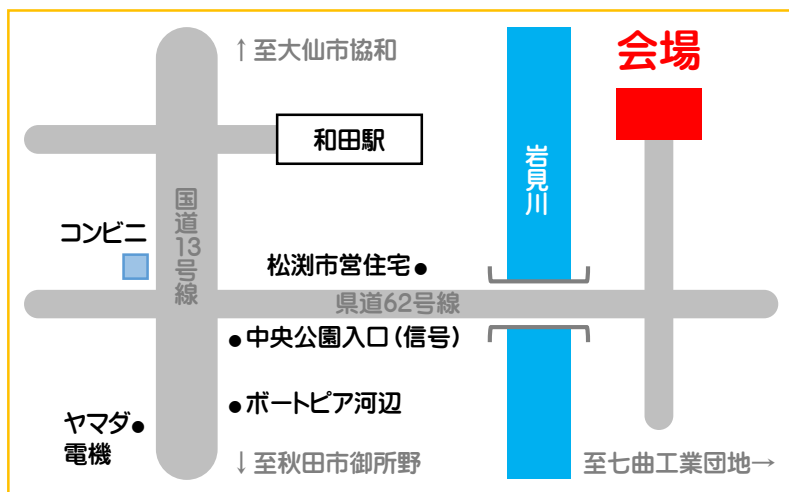 ↑至大仙市協和
会場
和田駅
岩見川
国道13号線
コンビニ
松渕市営住宅●
県道62号線
●中央公園入口(信号)
●ボートピア河辺
ヤマダ●
電機
↓至秋田市御所野
至七曲工業団地→